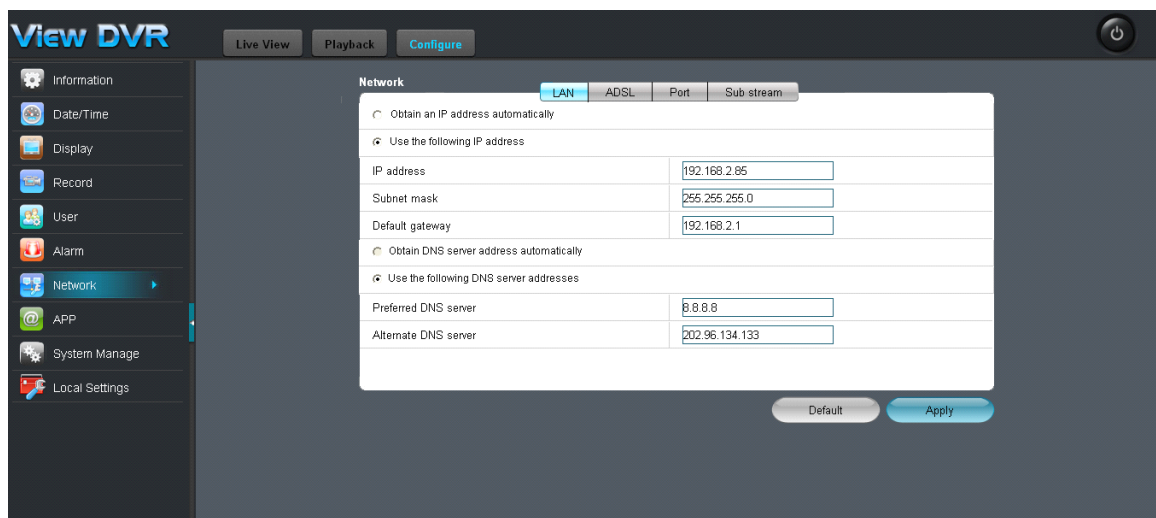 View DVR
Live View Playback Configure
Information
Date/Time
Display
Record
User
Alarm
Network
APP
System Manage
Local Settings
Network
LAN ADSL Port Sub stream
Obtain an IP address automatically
Use the following IP address
IP address 192.168.2.85
Subnet mask 255.255.255.0
Default gateway 192.168.2.1
Obtain DNS server address automatically
Use the following DNS server addresses
Preferred DNS server 8.8.8.8
Alternate DNS server 202.96.134.133
Default Apply